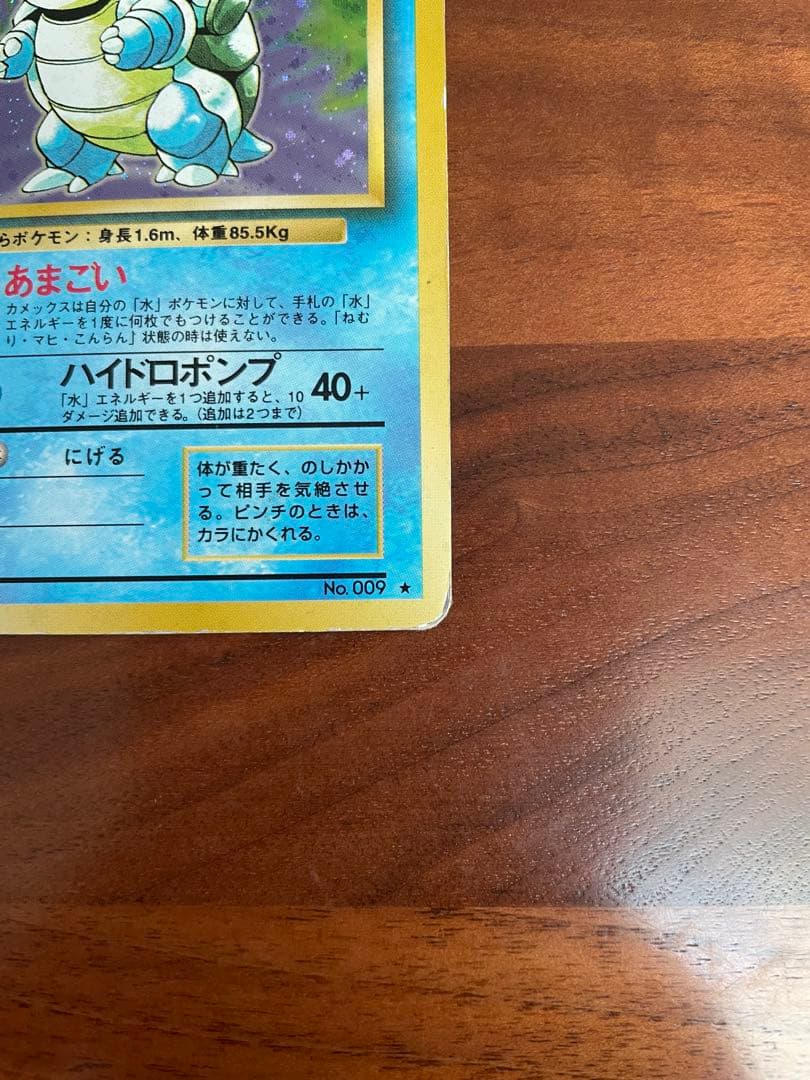 らポケモン：身長1.6m、体重85.5Kg
あまごい
カメックスは自分の「水」ポケモンに対して、手札の「水」
エネルギーを1度に何枚でもつけることができる。「ねむ
り・マヒ・こんらん」状態の時は使えない。
ハイドロポンプ 40+
「水」エネルギーを1つ追加すると、10
ダメージ追加できる。（追加は2つまで）
にげる
体が重たく、のしかか
って相手を気絶させ
る。ピンチのときは、
カラにかくれる。
No. 009 ★